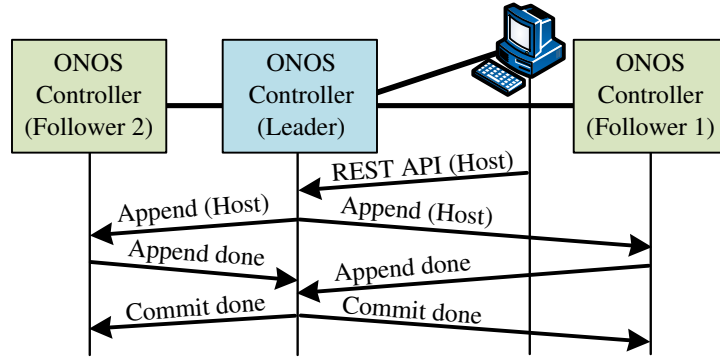 ONOS
Controller
(Follower 2)
ONOS
Controller
(Leader)
ONOS
Controller
(Follower 1)
REST API (Host)
Append (Host)
Append (Host)
Append done
Append done
Commit done
Commit done